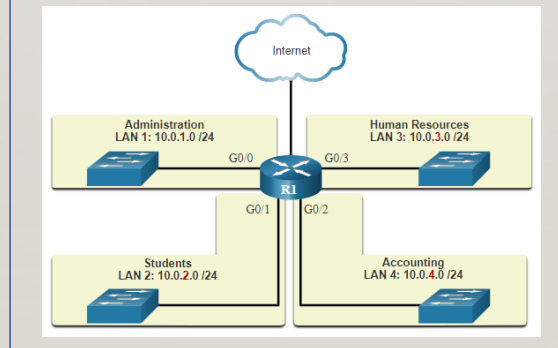 Internet
Administration
LAN 1: 10.0.1.0 /24
Human Resources
LAN 3: 10.0.3.0 /24
G0/0
G0/3
R1
G0/1
G0/2
Students
LAN 2: 10.0.2.0 /24
Accounting
LAN 4: 10.0.4.0 /24